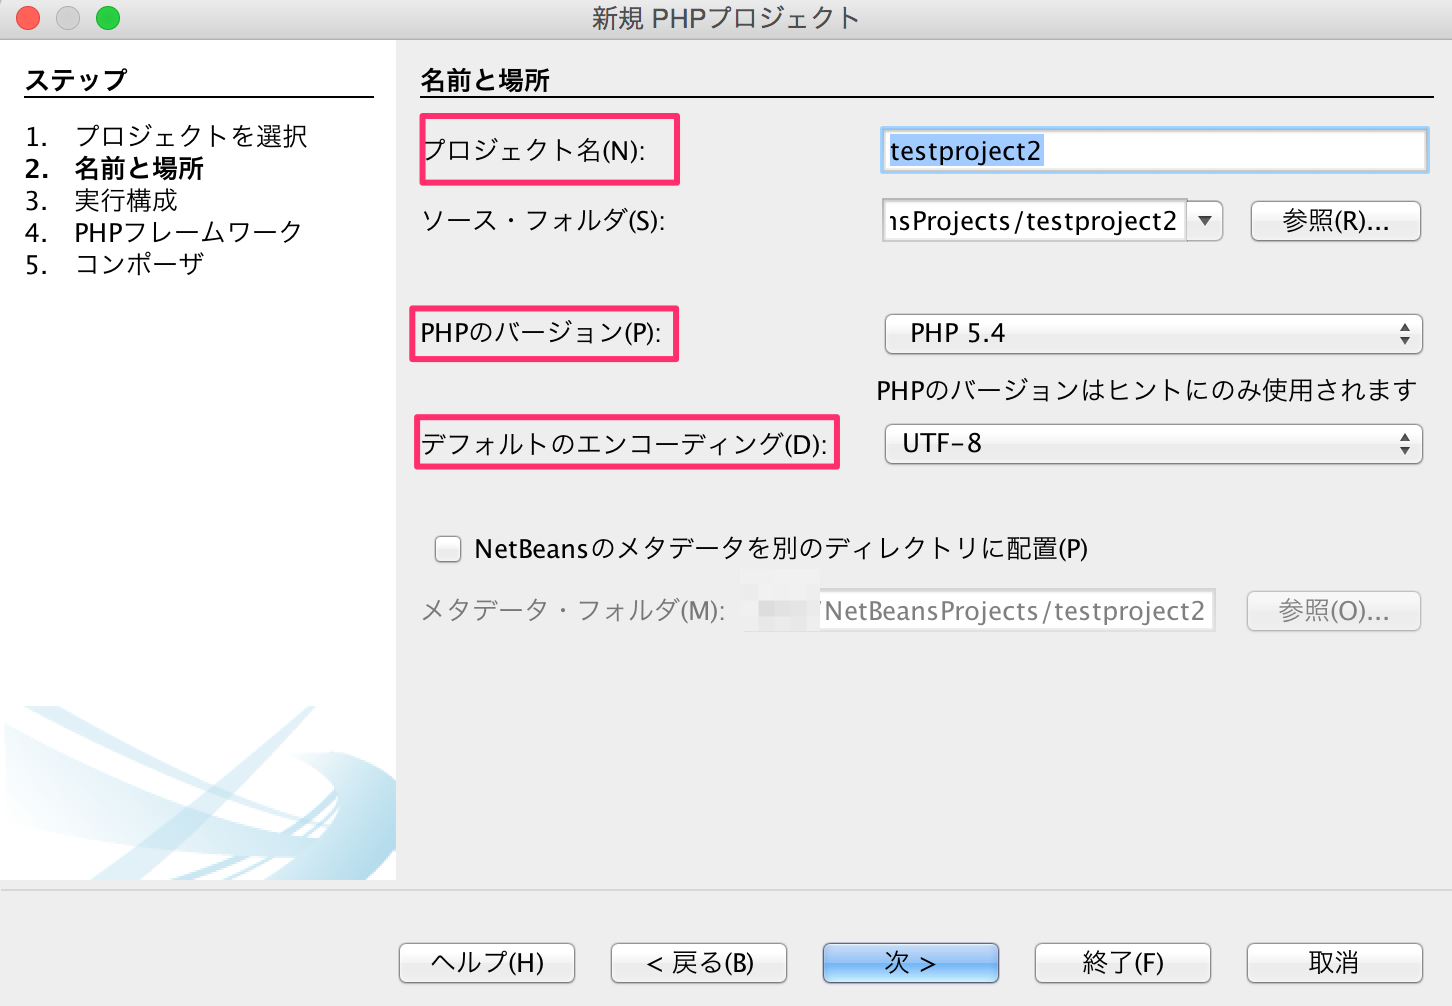 新規 PHPプロジェクト
ステップ
1. プロジェクトを選択
2. 名前と場所
3. 実行構成
4. PHPフレームワーク
5. コンポーザ
名前と場所
プロジェクト名(N): testproject2
ソース・フォルダ(S): nsProjects/testproject2 参照(R)...
PHPのバージョン(P): PHP 5.4
PHPのバージョンはヒントにのみ使用されます
デフォルトのエンコーディング(D): UTF-8
NetBeansのメタデータを別のディレクトリに配置(P)
メタデータ・フォルダ(M): /NetBeansProjects/testproject2 参照(O)...
ヘルプ(H) < 戻る(B) 次 > 終了(F) 取消